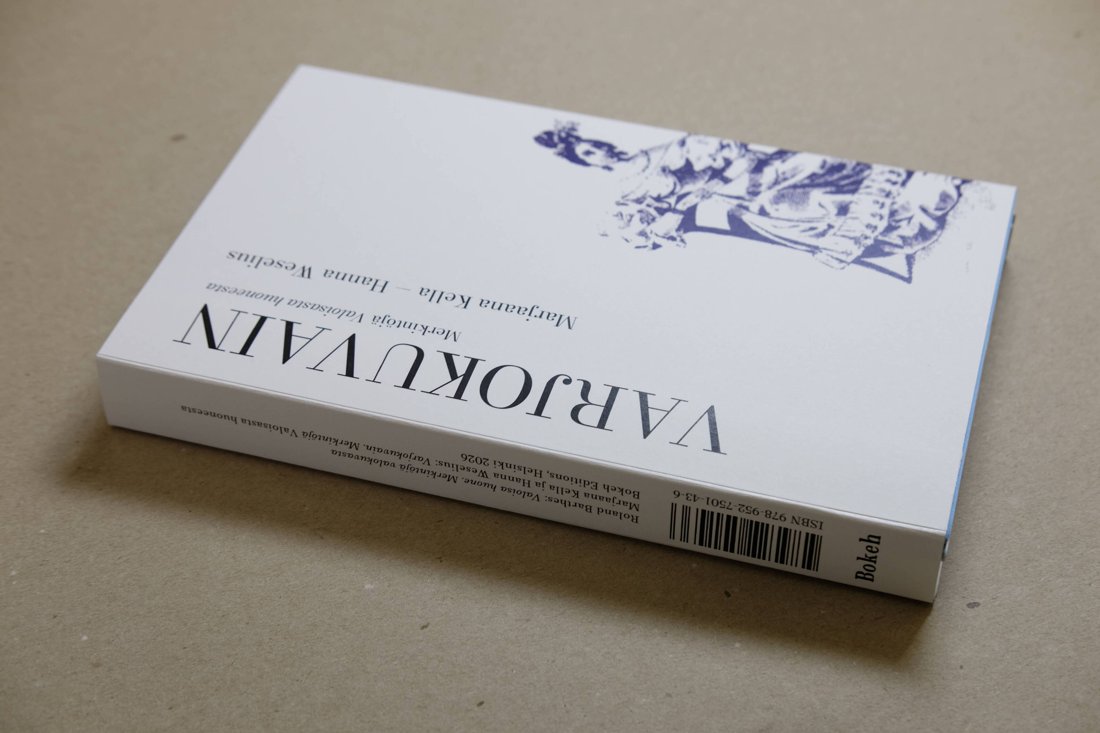 VARJOKUVAIN
Merkintöjä Valoisasta huoneesta
Marjaana Kella – Hanna Weselius
Roland Barthes: Valoisa huone. Merkintöjä valokuvasta
Marjaana Kella ja Hanna Weselius: Varjokuvain. Merkintöjä Valoisasta huoneesta
Bokeh Editions, Helsinki 2026
ISBN 978-952-7501-43-6
Bokeh